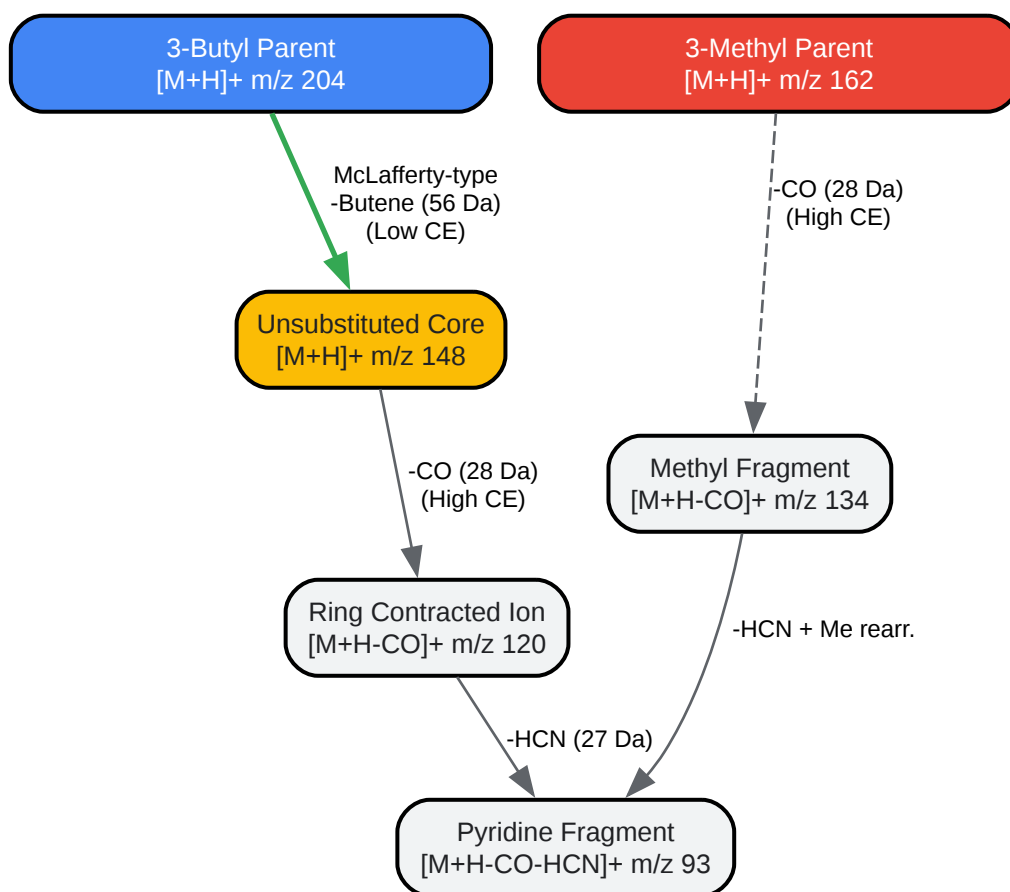 3-Butyl Parent
[M+H]+ m/z 204
3-Methyl Parent
[M+H]+ m/z 162
McLafferty-type
-Butene (56 Da)
(Low CE)
-CO (28 Da)
(High CE)
Unsubstituted Core
[M+H]+ m/z 148
-CO (28 Da)
(High CE)
Methyl Fragment
[M+H-CO]+ m/z 134
Ring Contracted Ion
[M+H-CO]+ m/z 120
-HCN + Me rearr.
-HCN (27 Da)
Pyridine Fragment
[M+H-CO-HCN]+ m/z 93